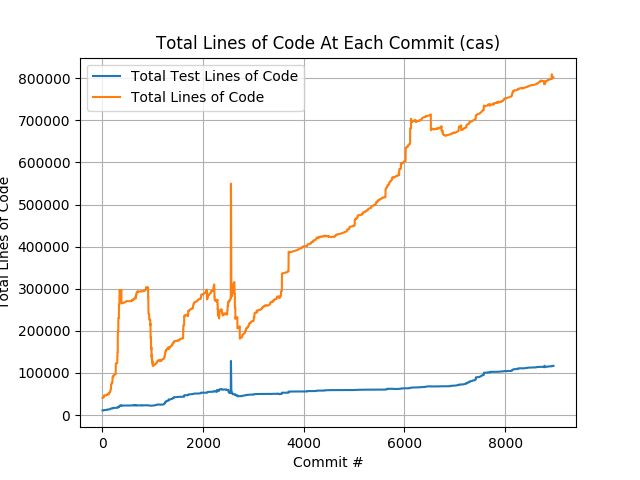 Total Lines of Code At Each Commit (cas)
Total Test Lines of Code
Total Lines of Code
800000
700000
600000
500000
400000
300000
200000
100000
0
Total Lines of Code
0 2000 4000 6000 8000
Commit #